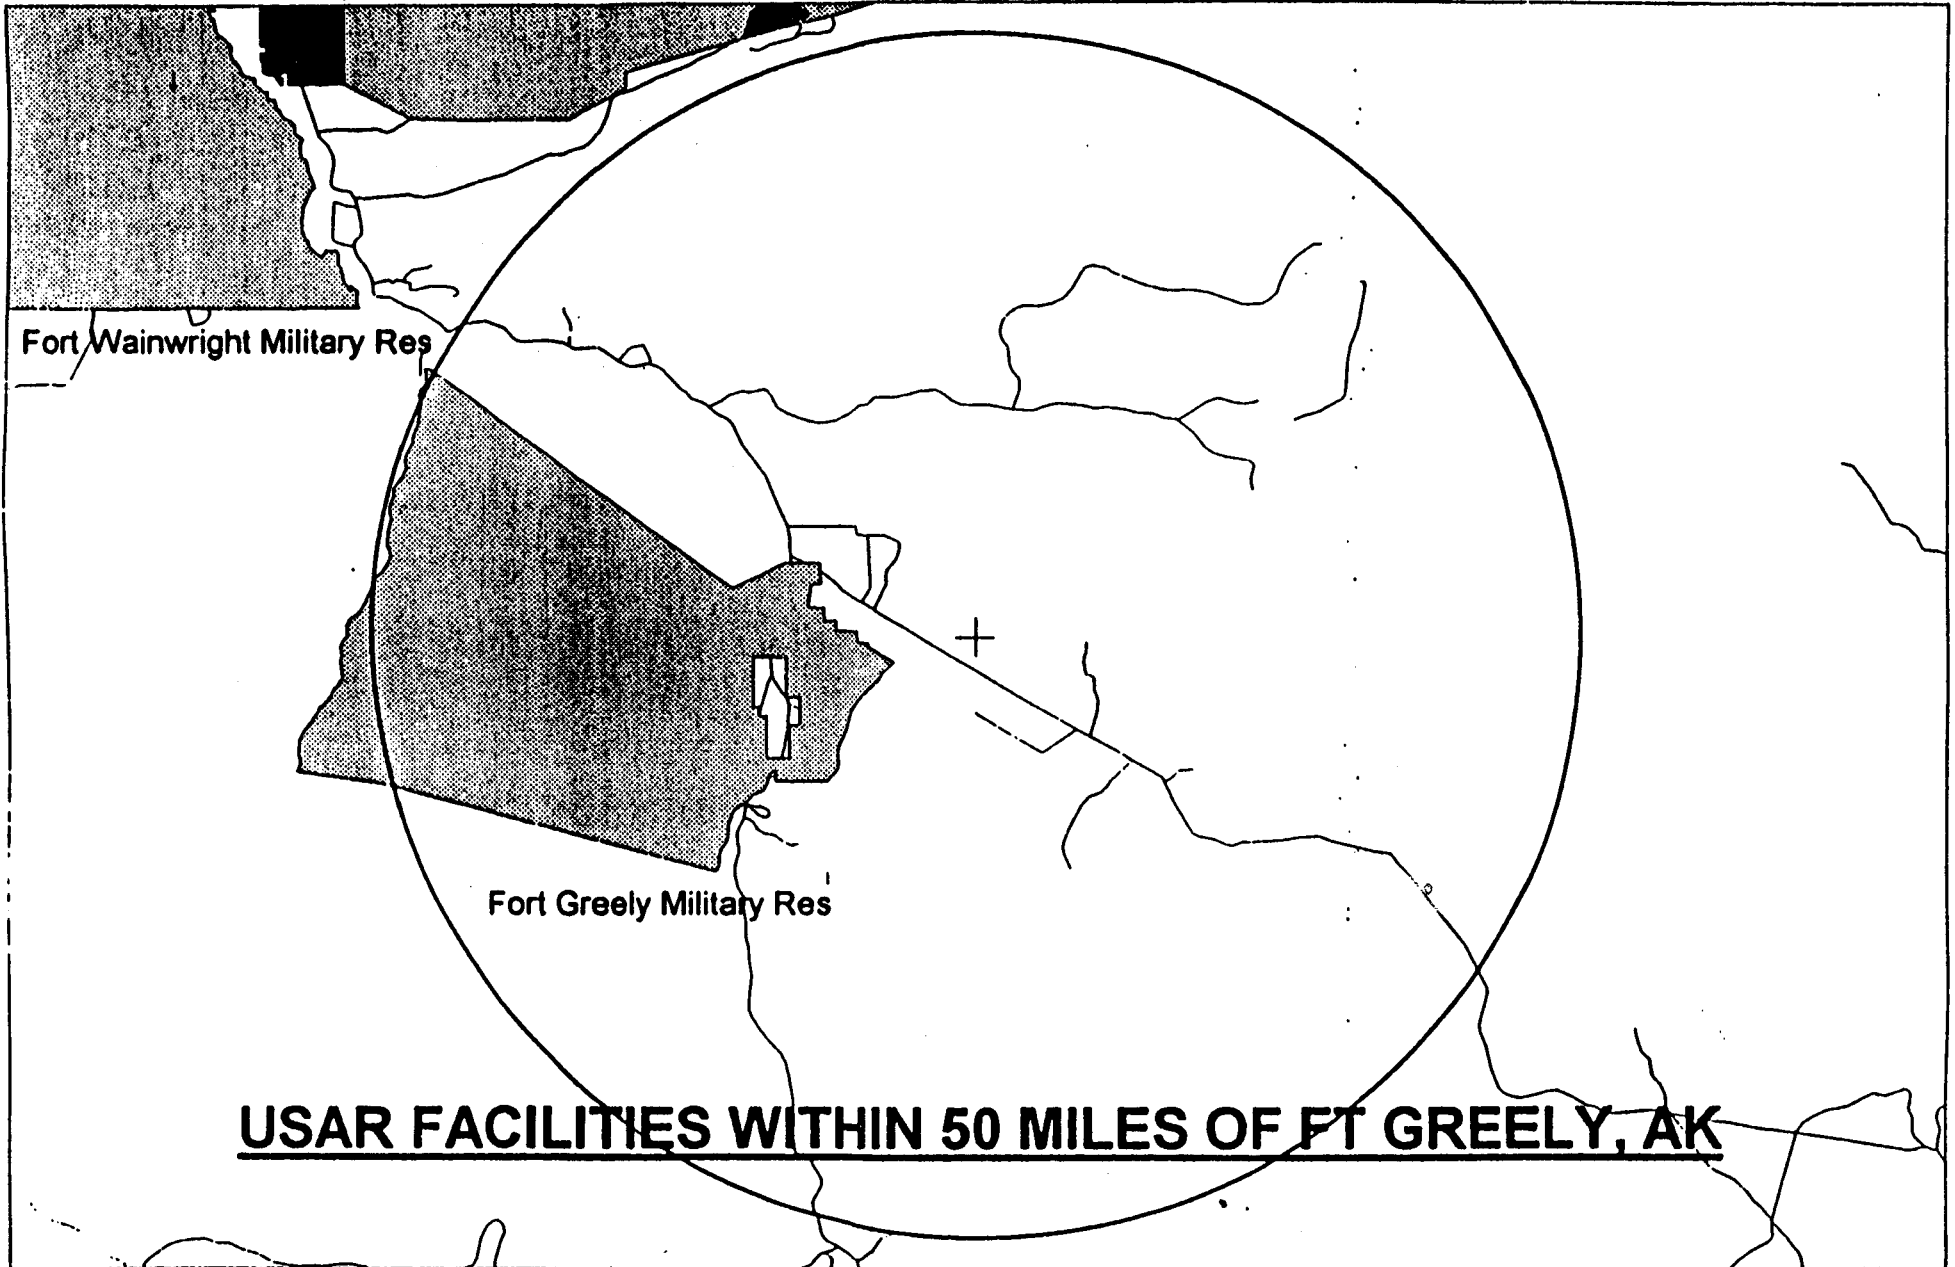 Fort Wainwright Military Res
Fort Greely Military Res
USAR FACILITIES WITHIN 50 MILES OF FT GREELY, AK